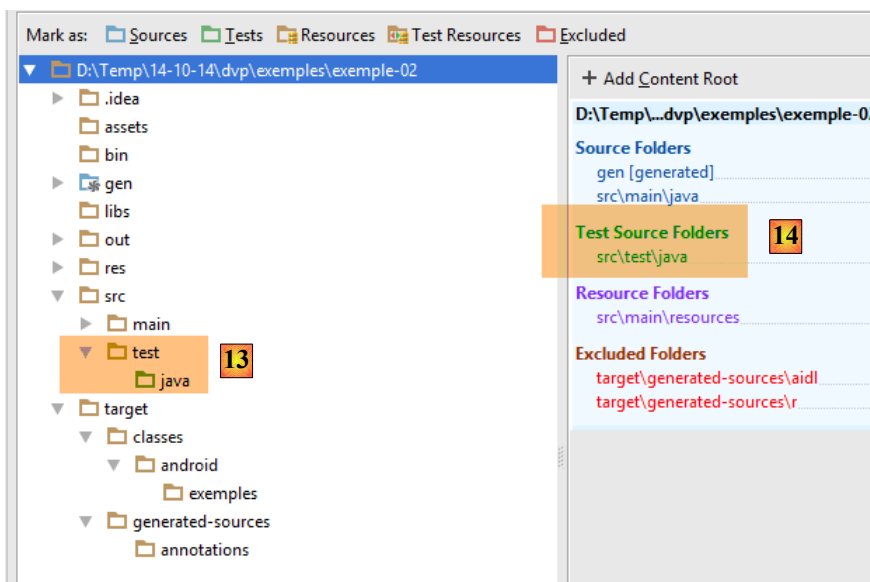 Mark as: Sources Tests Resources Test Resources Excluded
D:\Temp\14-10-14\dvp\exemples\exemple-02
.idea
assets
bin
gen
libs
out
res
src
main
test
13
java
target
classes
android
exemples
generated-sources
annotations
+ Add Content Root
D:\Temp\...dvp\exemples\exemple-02
Source Folders
gen [generated]
src\main\java
Test Source Folders
14
src\test\java
Resource Folders
src\main\resources
Excluded Folders
target\generated-sources\aidl
target\generated-sources\r